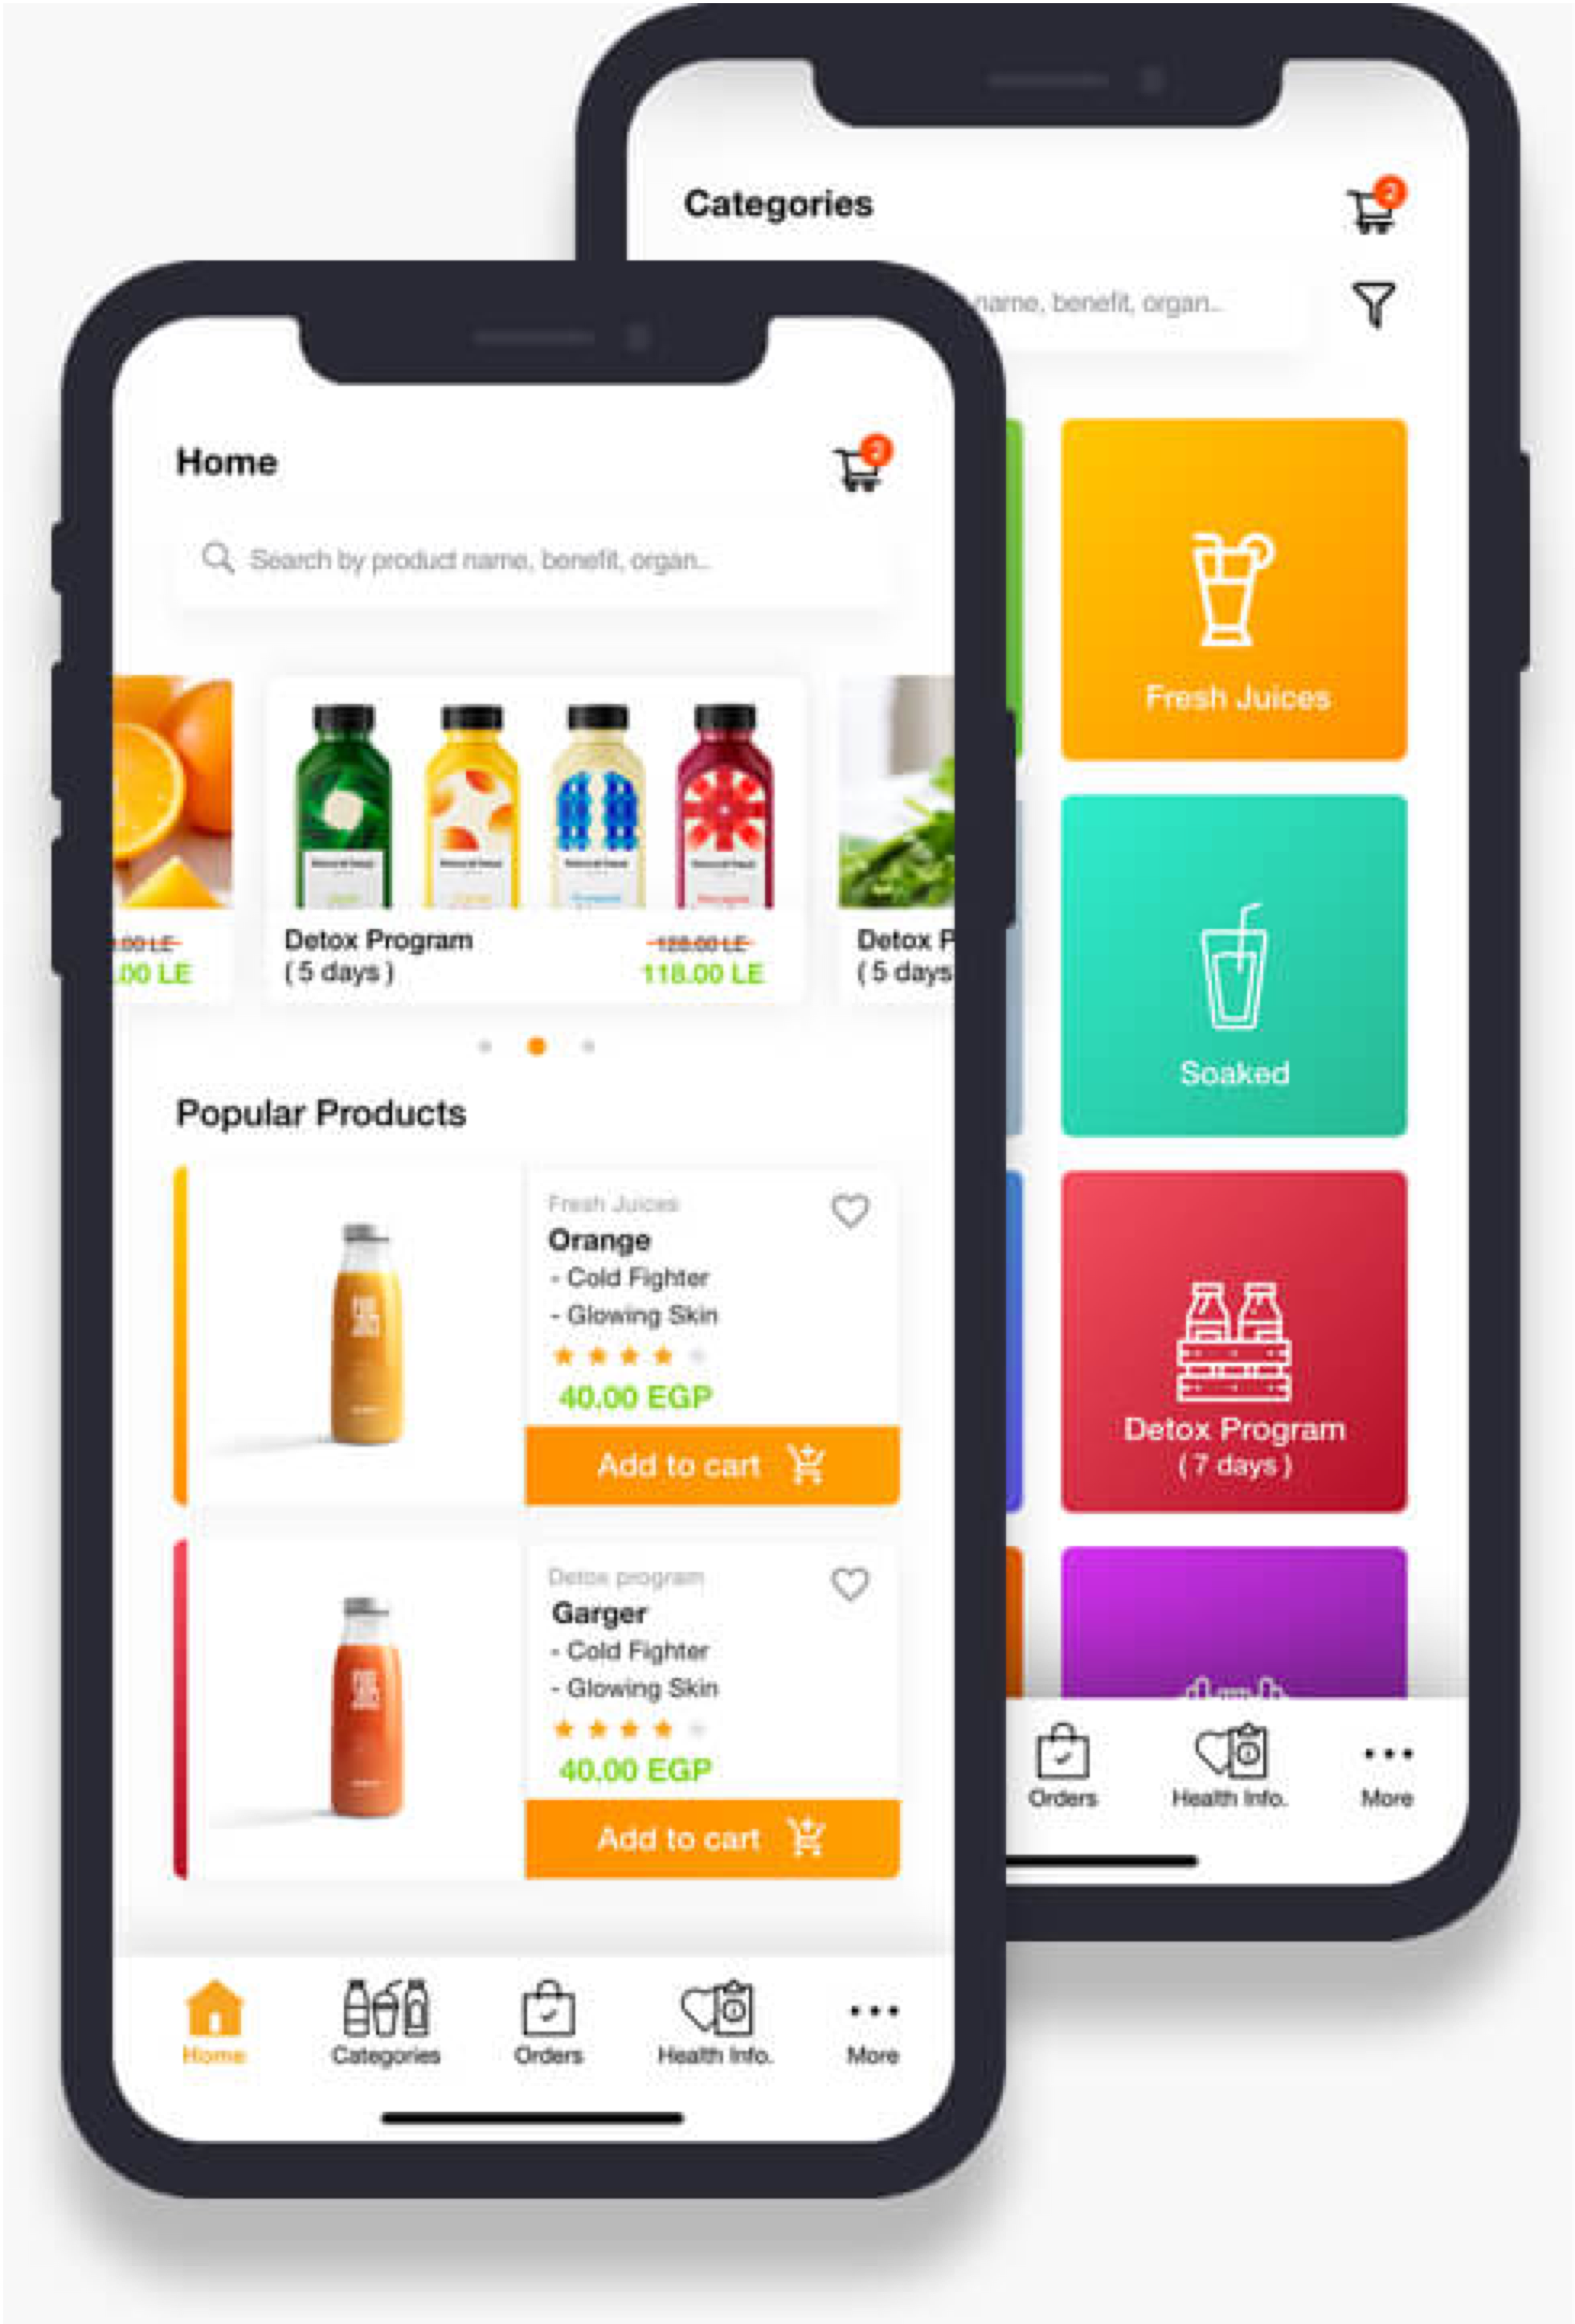 Categories
name, benefit, organ..
Fresh Juices
Soaked
Detox Program
( 7 days )
Orders
Health Info.
More
Home
Search by product name, benefit, organ..
.00 LE
.00 LE
Detox Program
( 5 days )
128.00 LE
118.00 LE
Detox P
( 5 days
Popular Products
Fresh Juices
Orange
- Cold Fighter
- Glowing Skin
40.00 EGP
Add to cart
Detox program
Garger
- Cold Fighter
- Glowing Skin
40.00 EGP
Add to cart
Home
Categories
Orders
Health Info.
More